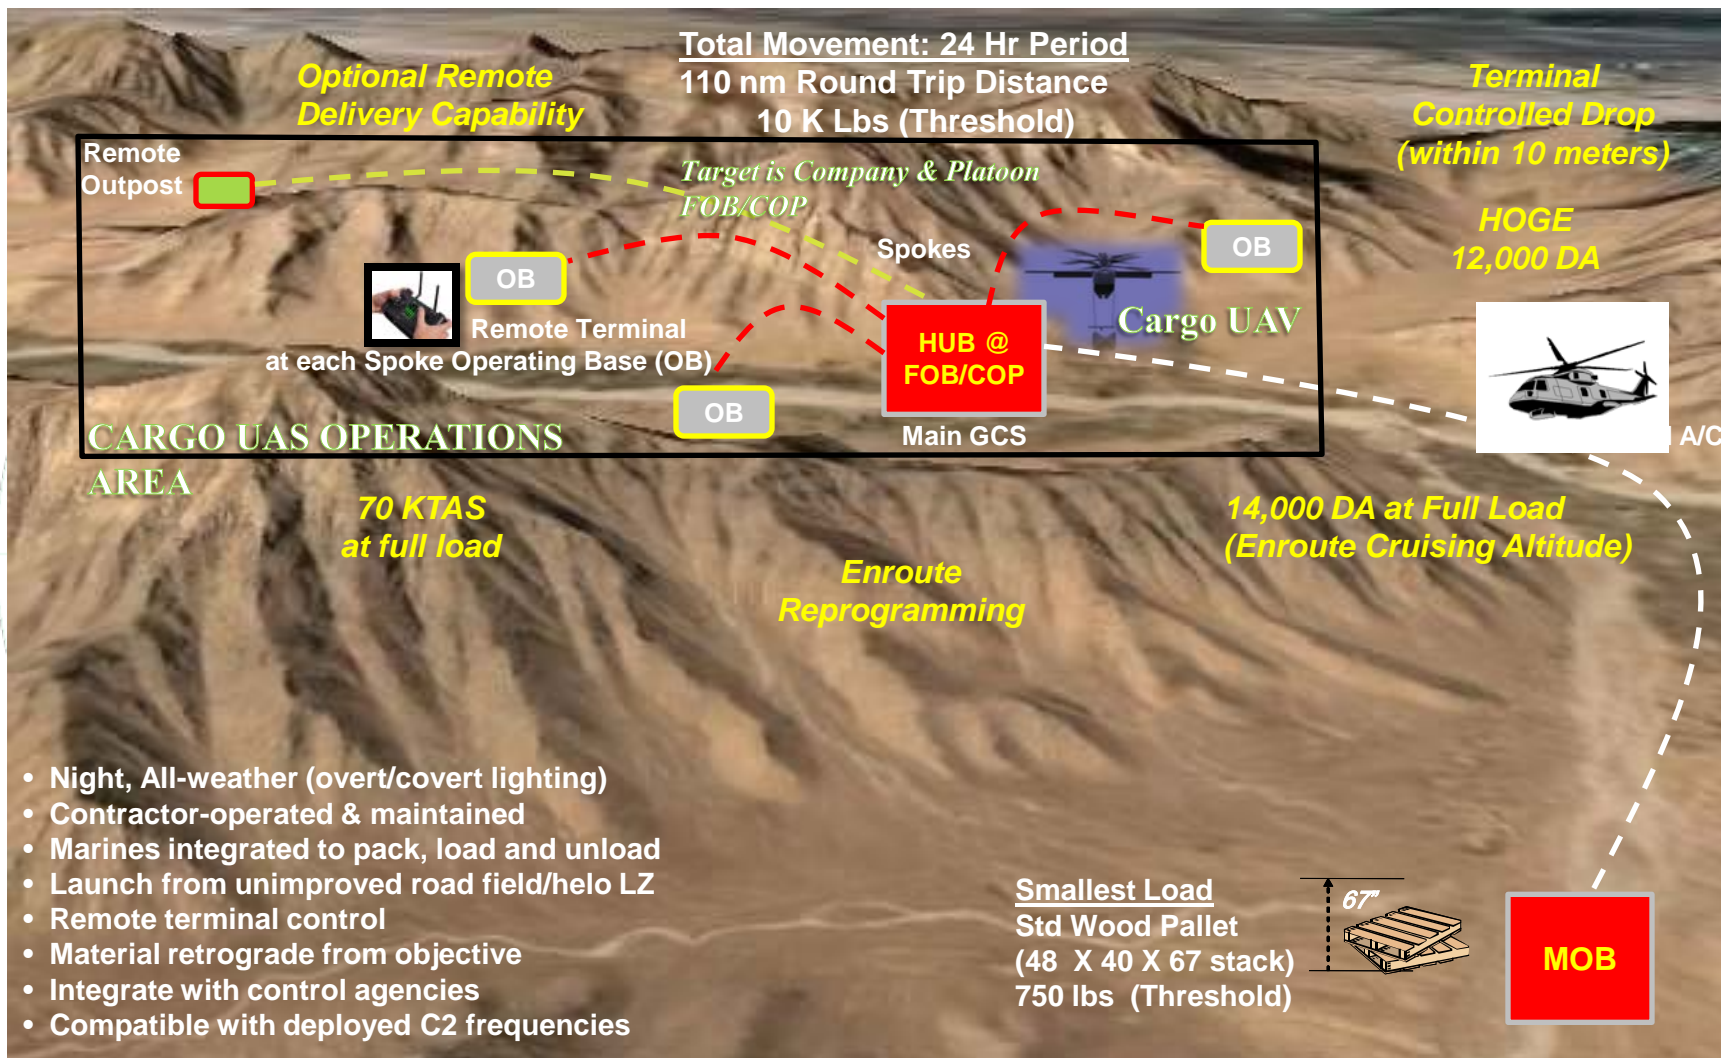 Total Movement: 24 Hr Period
110 nm Round Trip Distance
10 K Lbs (Threshold)
Optional Remote
Delivery Capability
Terminal
Controlled Drop
(within 10 meters)
Remote
Outpost
Target is Company & Platoon
FOB/COP
HOGE
12,000 DA
Spokes
OB
OB
Cargo UAV
Remote Terminal
at each Spoke Operating Base (OB)
HUB @
FOB/COP
OB
Main GCS
A/C
CARGO UAS OPERATIONS
AREA
70 KTAS
at full load
14,000 DA at Full Load
(Enroute Cruising Altitude)
Enroute
Reprogramming
• Night, All-weather (overt/covert lighting)
• Contractor-operated & maintained
• Marines integrated to pack, load and unload
• Launch from unimproved road field/helo LZ
• Remote terminal control
• Material retrograde from objective
• Integrate with control agencies
• Compatible with deployed C2 frequencies
Smallest Load
Std Wood Pallet
(48 X 40 X 67 stack)
750 lbs (Threshold)
67"
MOB